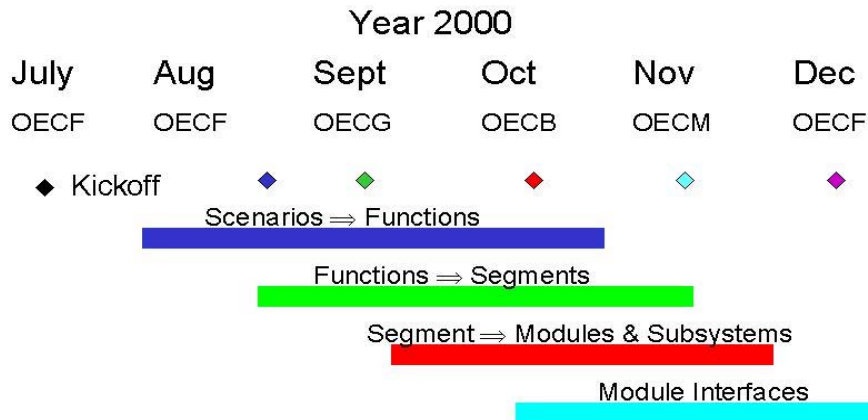 Year 2000
July Aug Sept Oct Nov Dec
OECF OECF OECG OECB OECM OECF
Kickoff
Scenarios ⇒ Functions
Functions ⇒ Segments
Segment ⇒ Modules & Subsystems
Module Interfaces